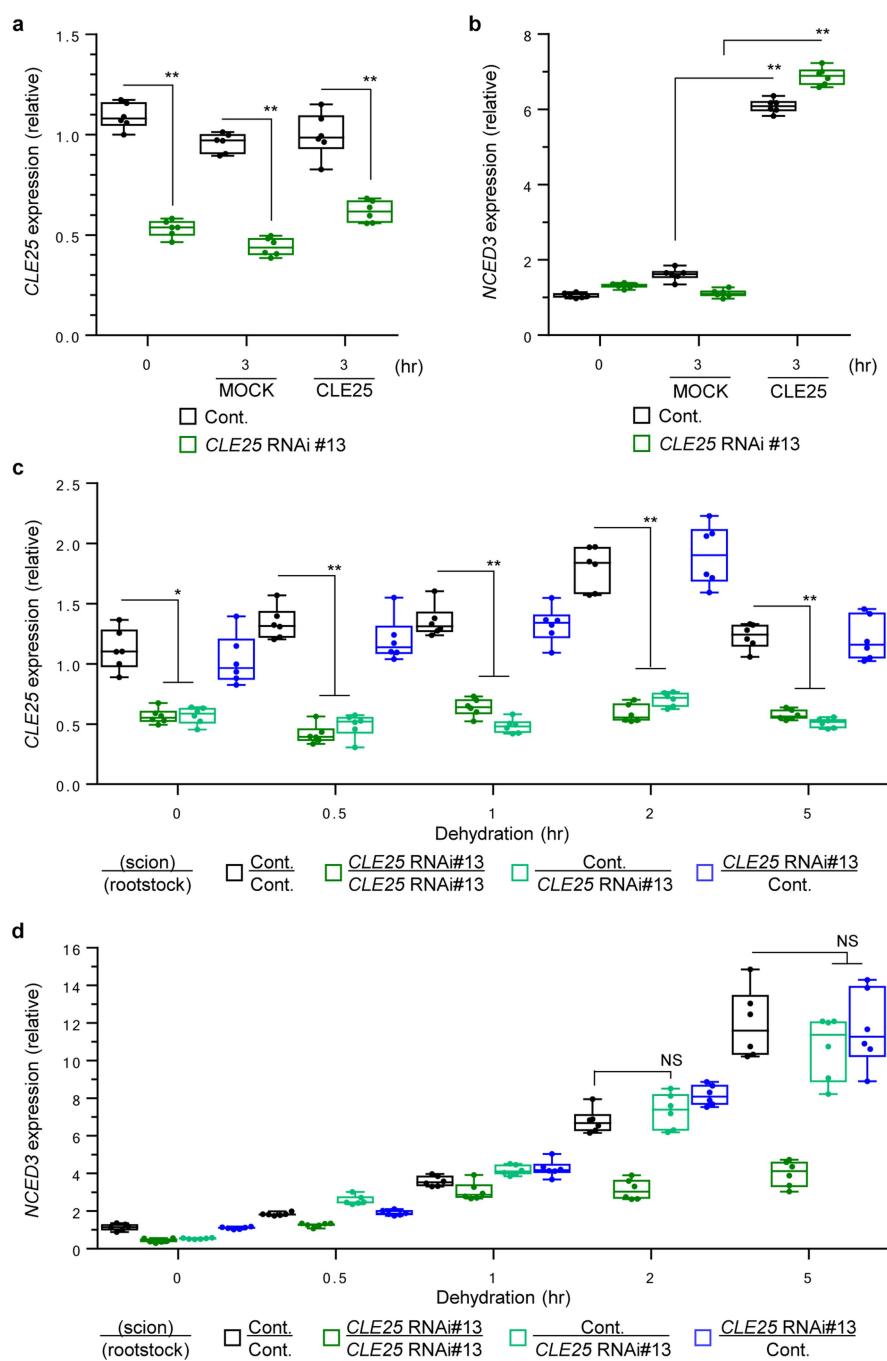 a
CLE25 expression (relative)
1.5
1.0
0.5
0.0
**
**
**
0
3
3
(hr)
MOCK
CLE25
Cont.
CLE25 RNAi #13
b
NCED3 expression (relative)
8
6
4
2
0
**
**
0
3
3
(hr)
MOCK
CLE25
Cont.
CLE25 RNAi #13
c
CLE25 expression (relative)
2.5
2.0
1.5
1.0
0.5
0.0
*
**
**
**
**
0
0.5
1
2
5
Dehydration (hr)
(scion)
(rootstock)
Cont.
Cont.
CLE25 RNAi#13
CLE25 RNAi#13
Cont.
CLE25 RNAi#13
CLE25 RNAi#13
Cont.
d
NCED3 expression (relative)
16
14
12
10
8
6
4
2
0
NS
NS
0
0.5
1
2
5
Dehydration (hr)
(scion)
(rootstock)
Cont.
Cont.
CLE25 RNAi#13
CLE25 RNAi#13
Cont.
CLE25 RNAi#13
CLE25 RNAi#13
Cont.